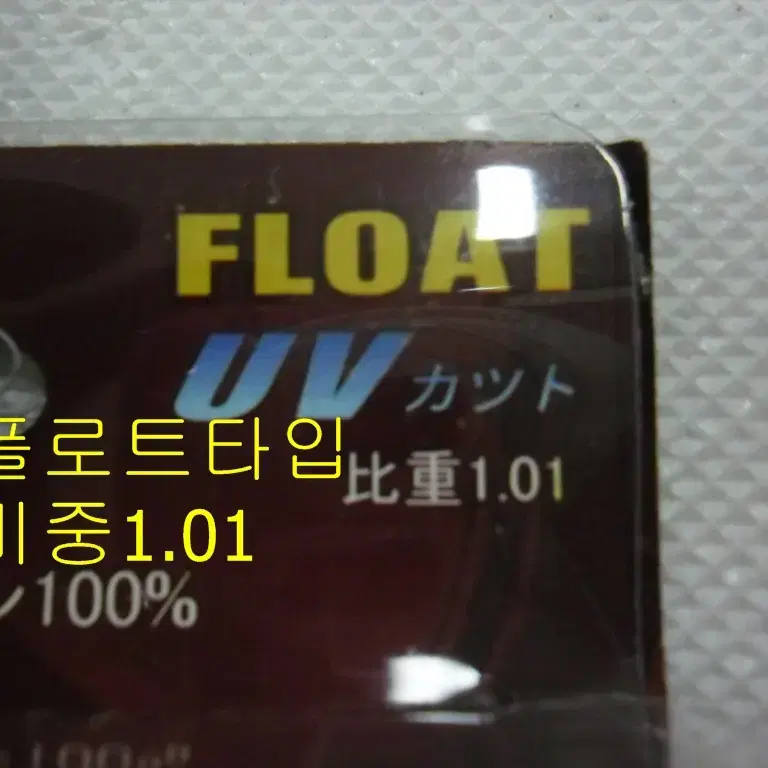 FLOAT
UV カット
플로트타입
比重1.01
비중1.01
ン100%